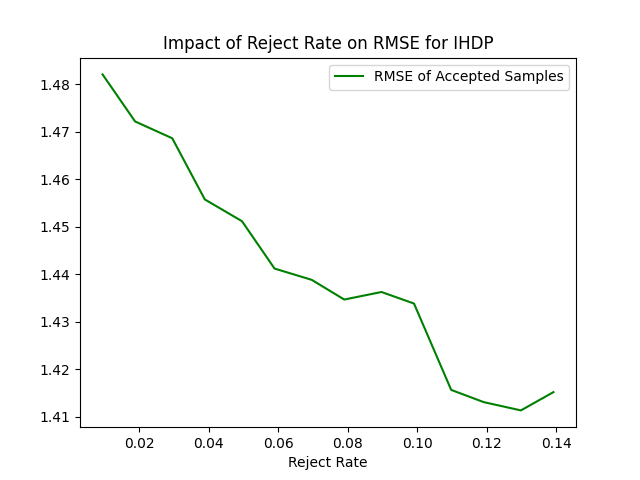 Impact of Reject Rate on RMSE for IHDP
RMSE of Accepted Samples
1.48
1.47
1.46
1.45
1.44
1.43
1.42
1.41
0.02 0.04 0.06 0.08 0.10 0.12 0.14
Reject Rate